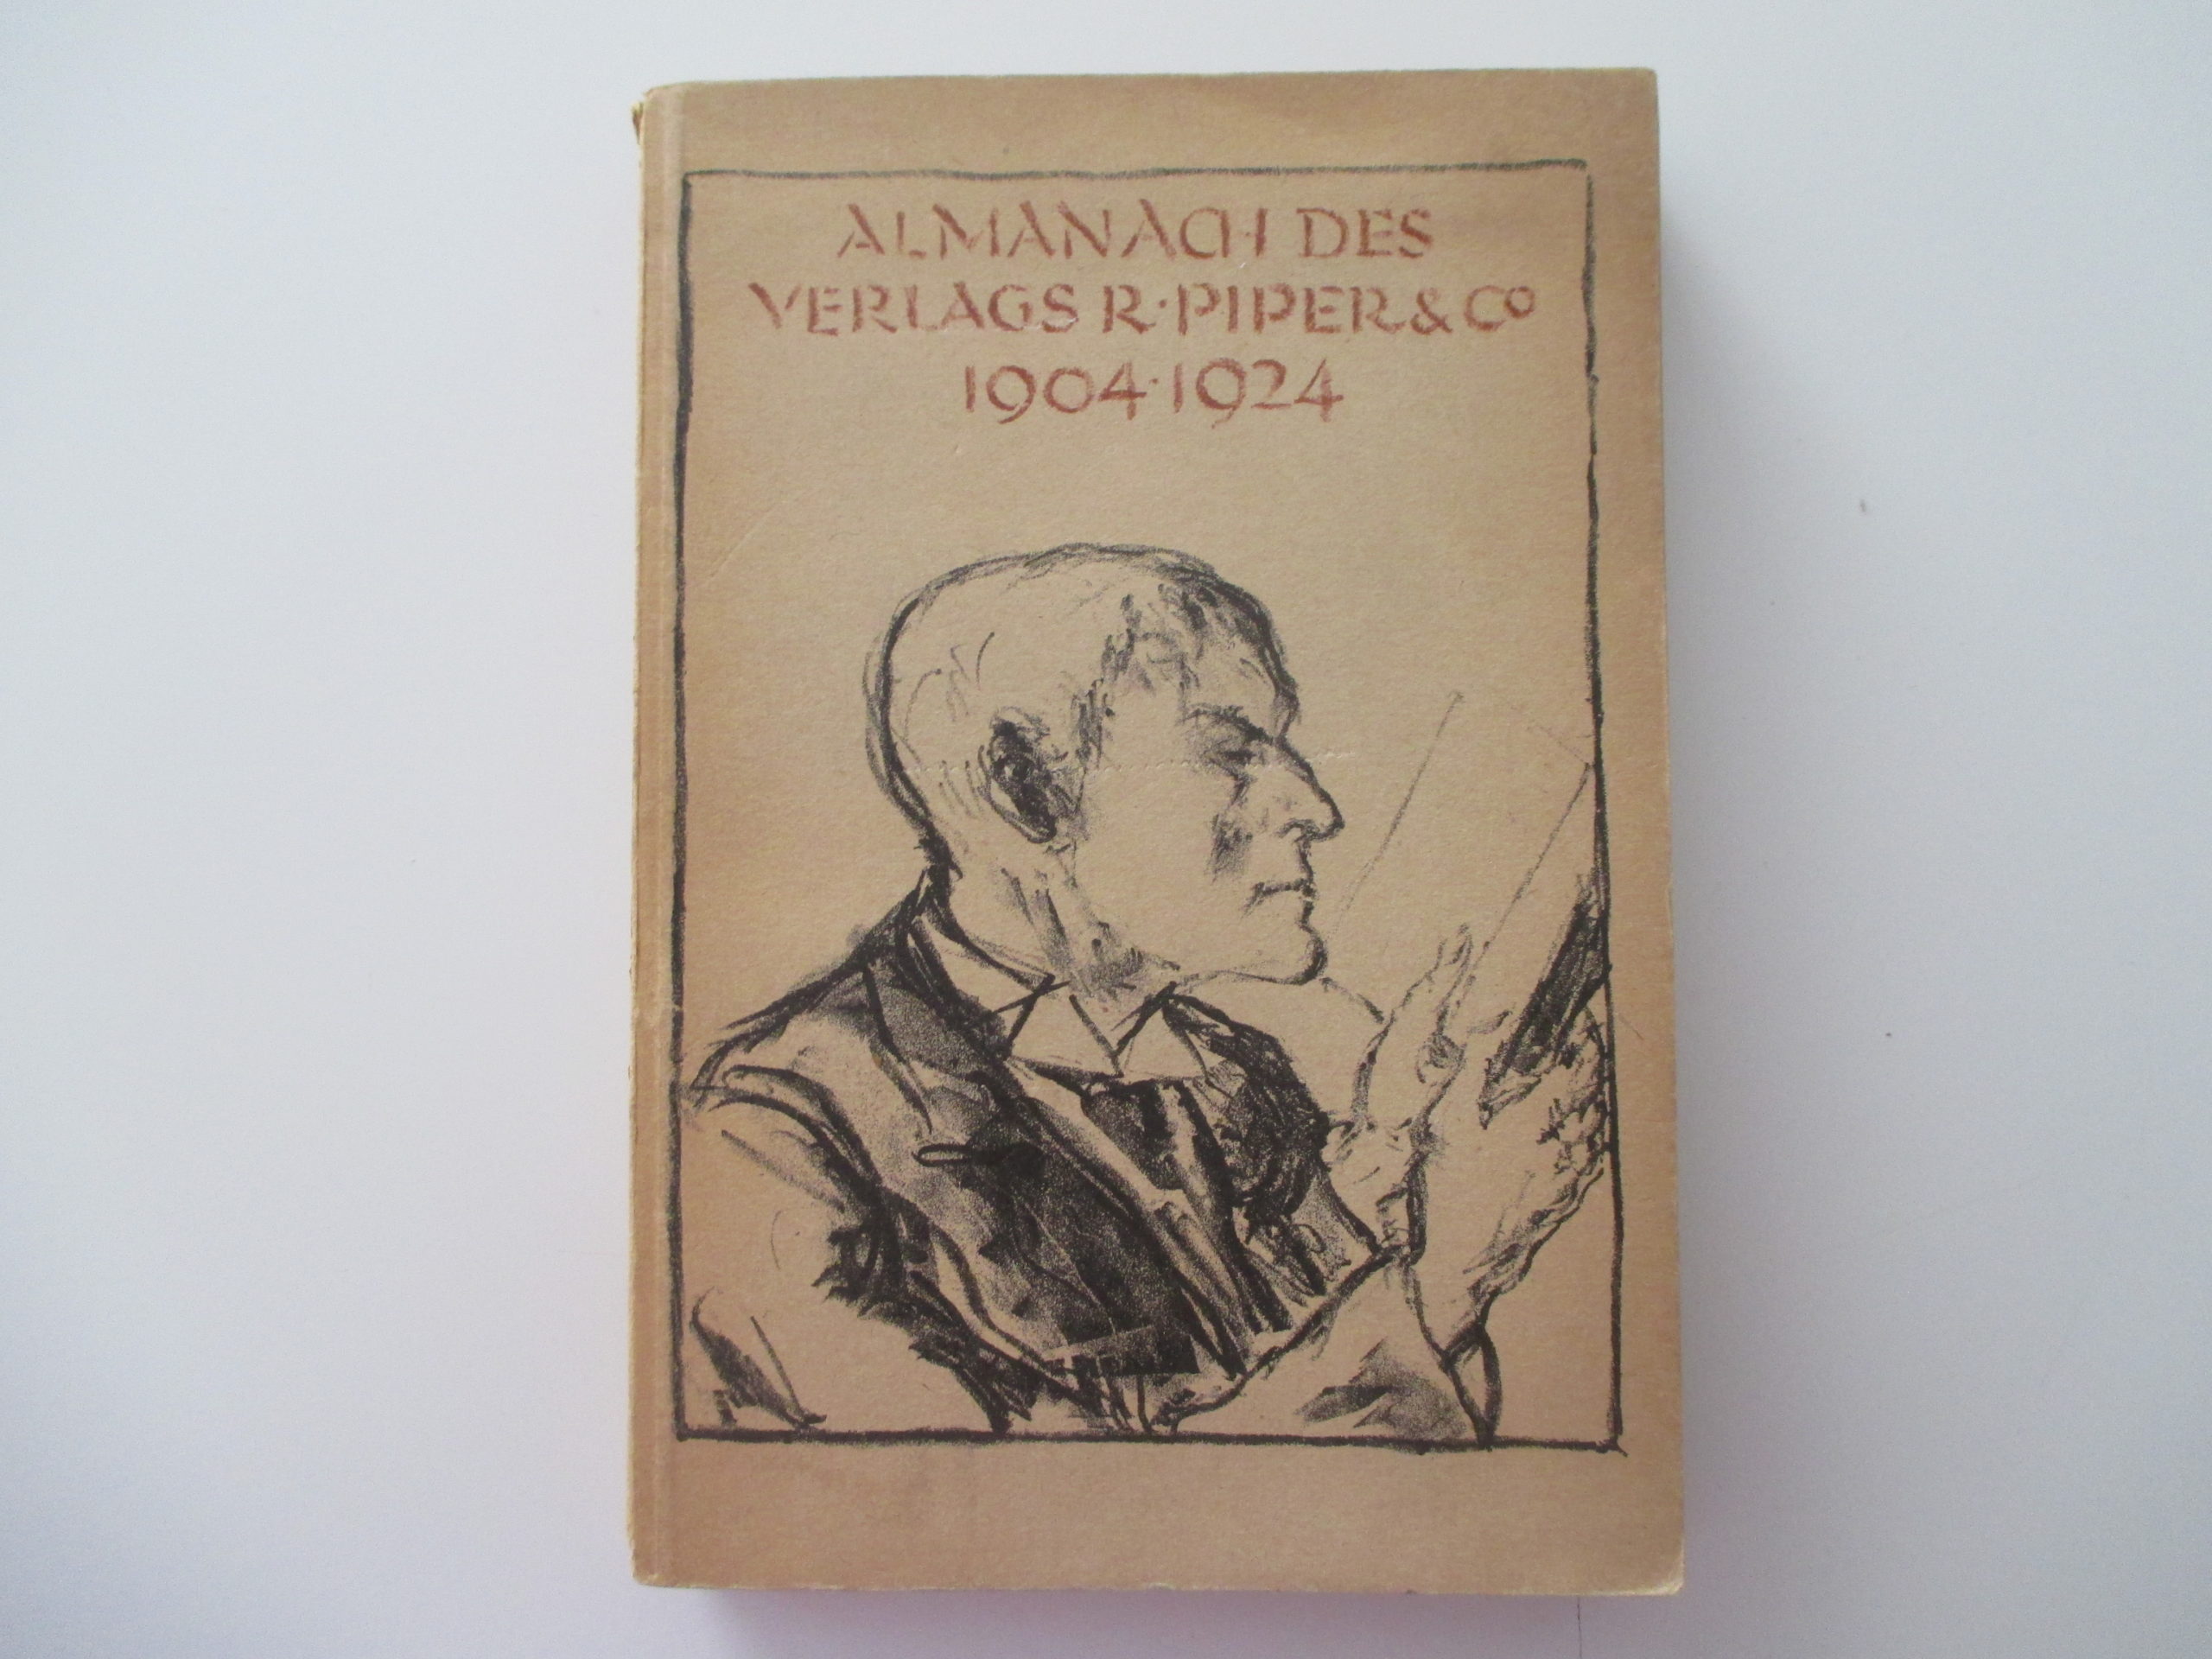 ALMANACH DES
VERLAGS R·PIPER & Co
1904·1924